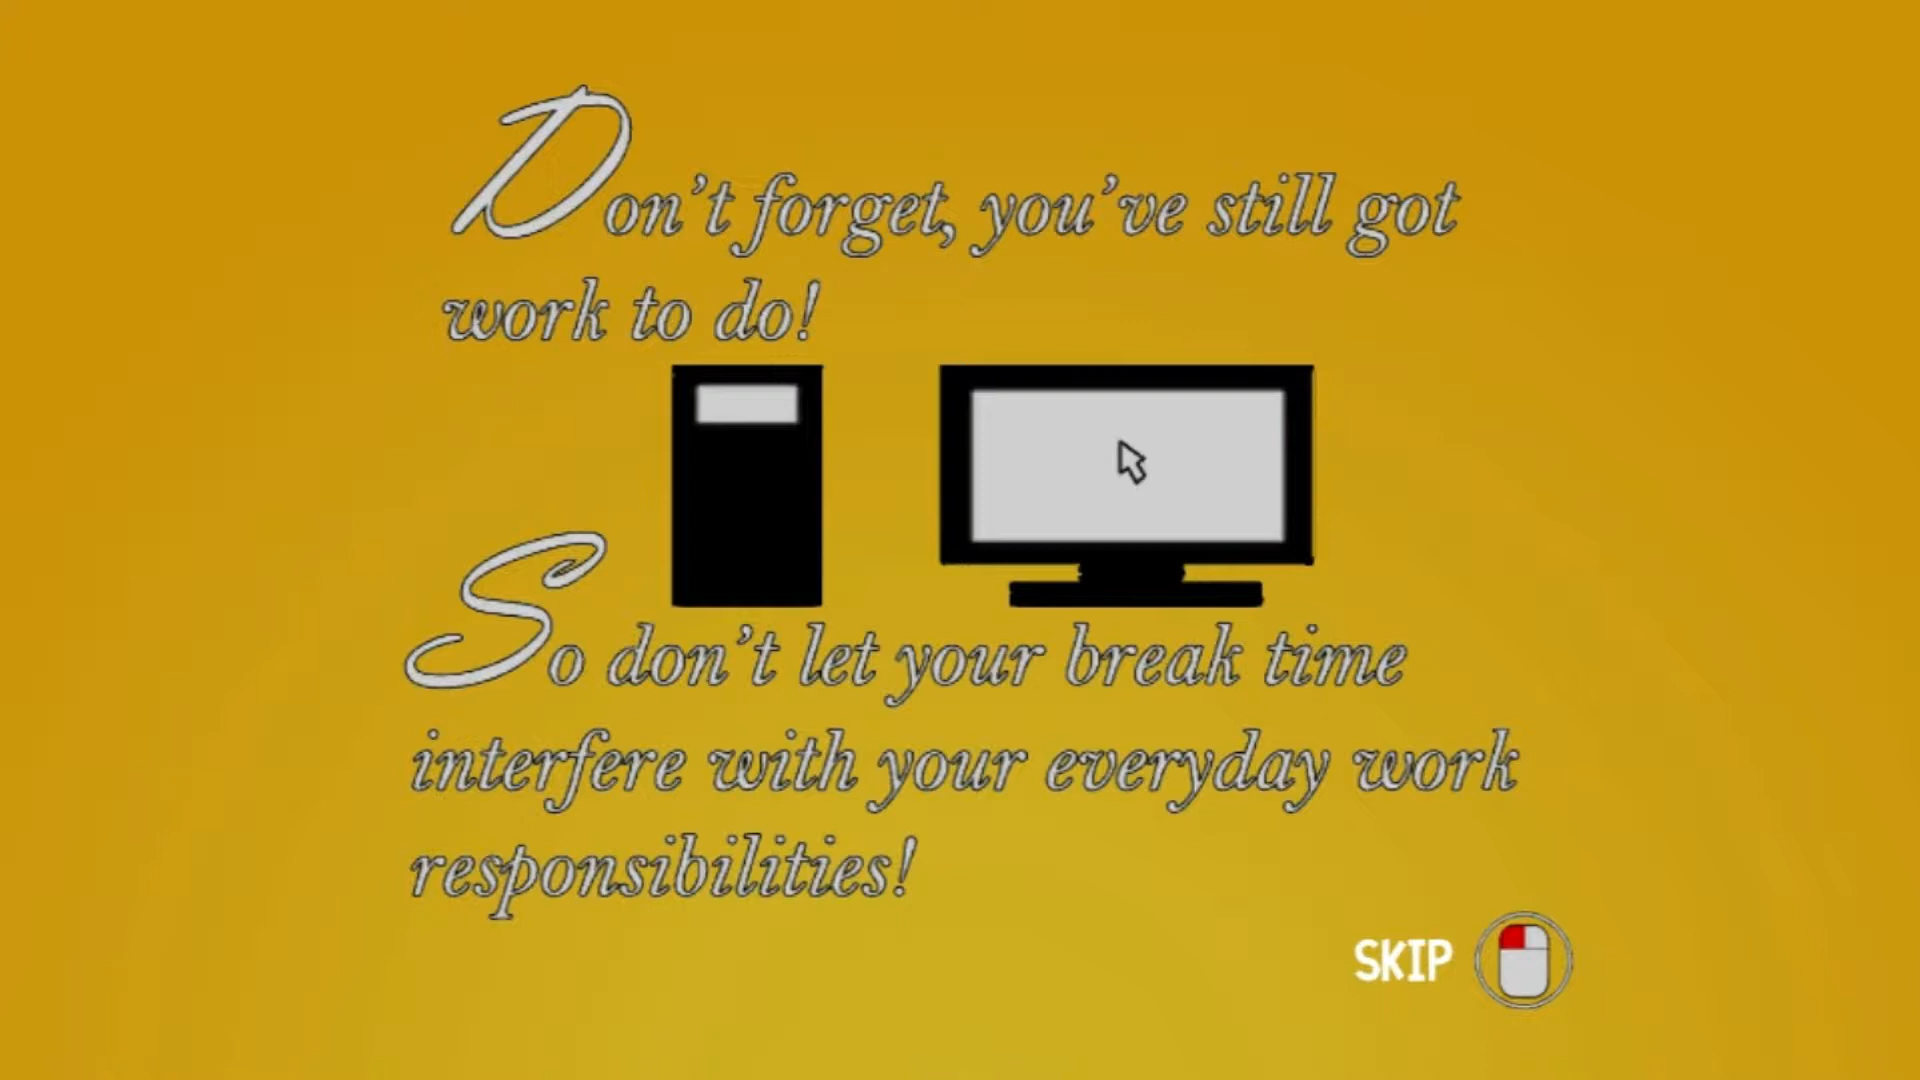 Don't forget, you've still got
work to do!
So don't let your break time
interfere with your everyday work
responsibilities!
SKIP